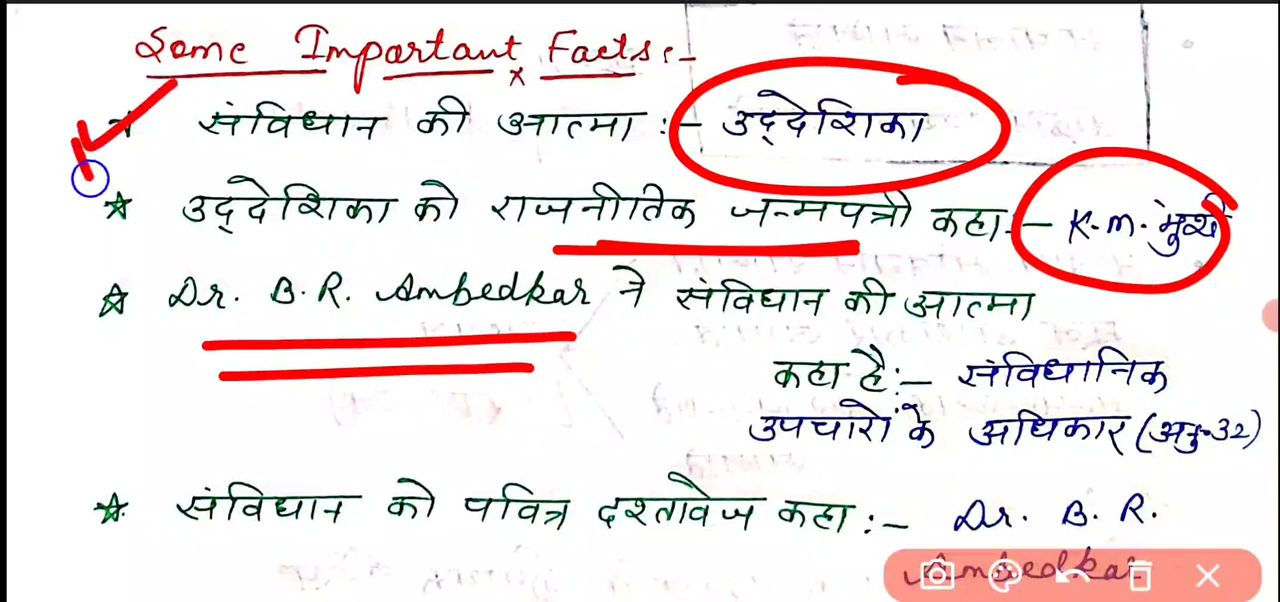 Some Important Facts:-
संविधान की आत्मा :- उद्देशिका
☆ उद्देशिका को राजनीतिक जन्मपत्री कहा:- K.M. मुंशी
☆ Dr. B.R. Ambedkar ने संविधान की आत्मा
कहा है:- संविधानिक
उपचारों के अधिकार (अनु-32)
☆ संविधान को पवित्र दस्तावेज कहा :- Dr. B. R.
Ambedkar